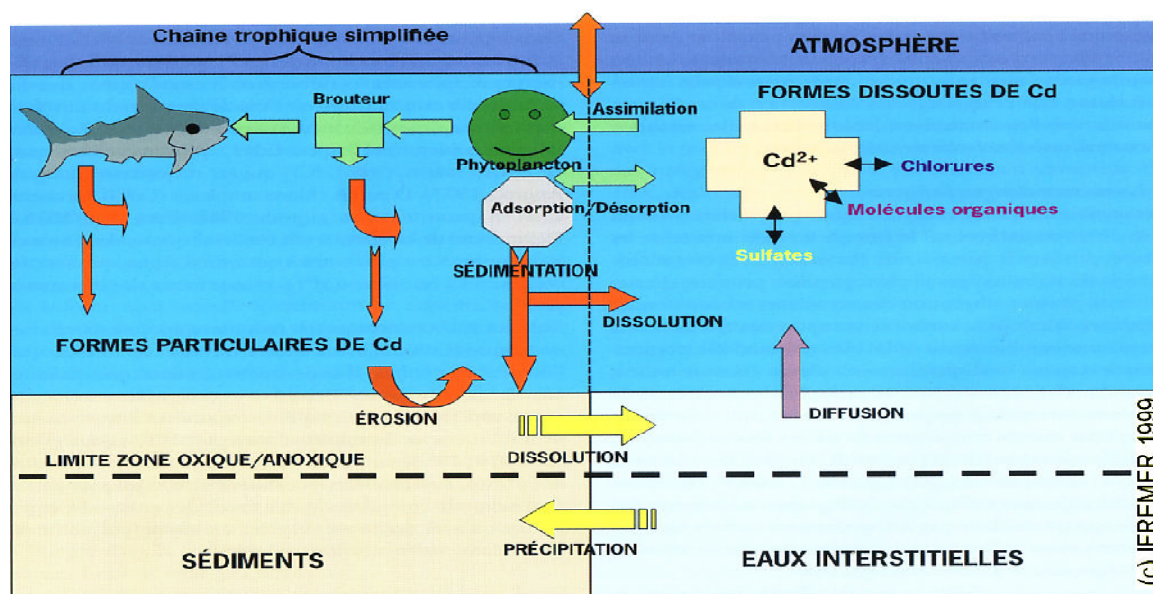 Chaîne trophique simplifiée
ATMOSPHÈRE
FORMES DISSOUTES DE Cd
Brouteur
Assimilation
Phytoplancton
Cd2+
Chlorures
Adsorption/Désorption
Molécules organiques
Sulfates
SÉDIMENTATION
DISSOLUTION
FORMES PARTICULAIRES DE Cd
ÉROSION
DIFFUSION
DISSOLUTION
LIMITE ZONE OXIQUE/ANOXIQUE
PRÉCIPITATION
SÉDIMENTS
EAUX INTERSTITIELLES
(c) IFREMER 1999